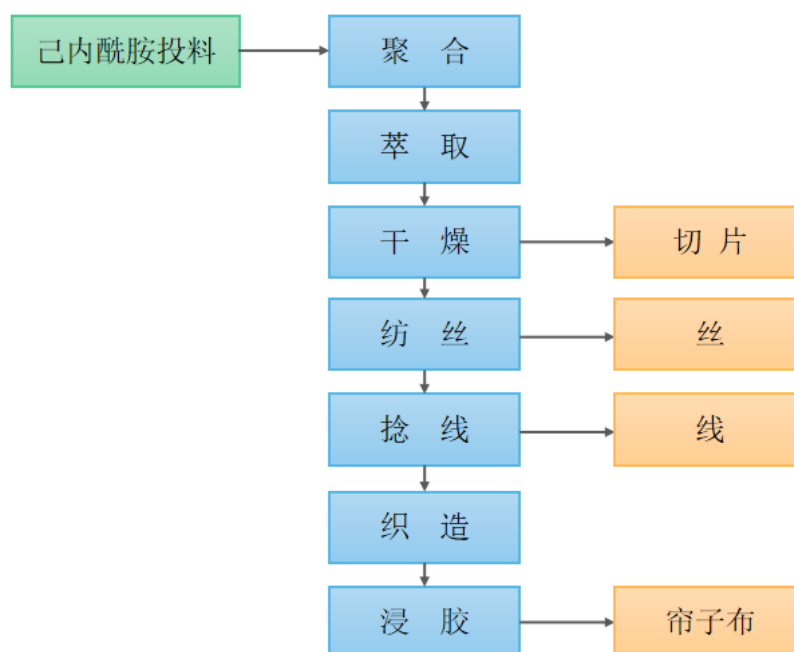 己内酰胺投料
聚 合
萃 取
干 燥
切 片
纺 丝
丝
捻 线
线
织 造
浸 胶
帘子布